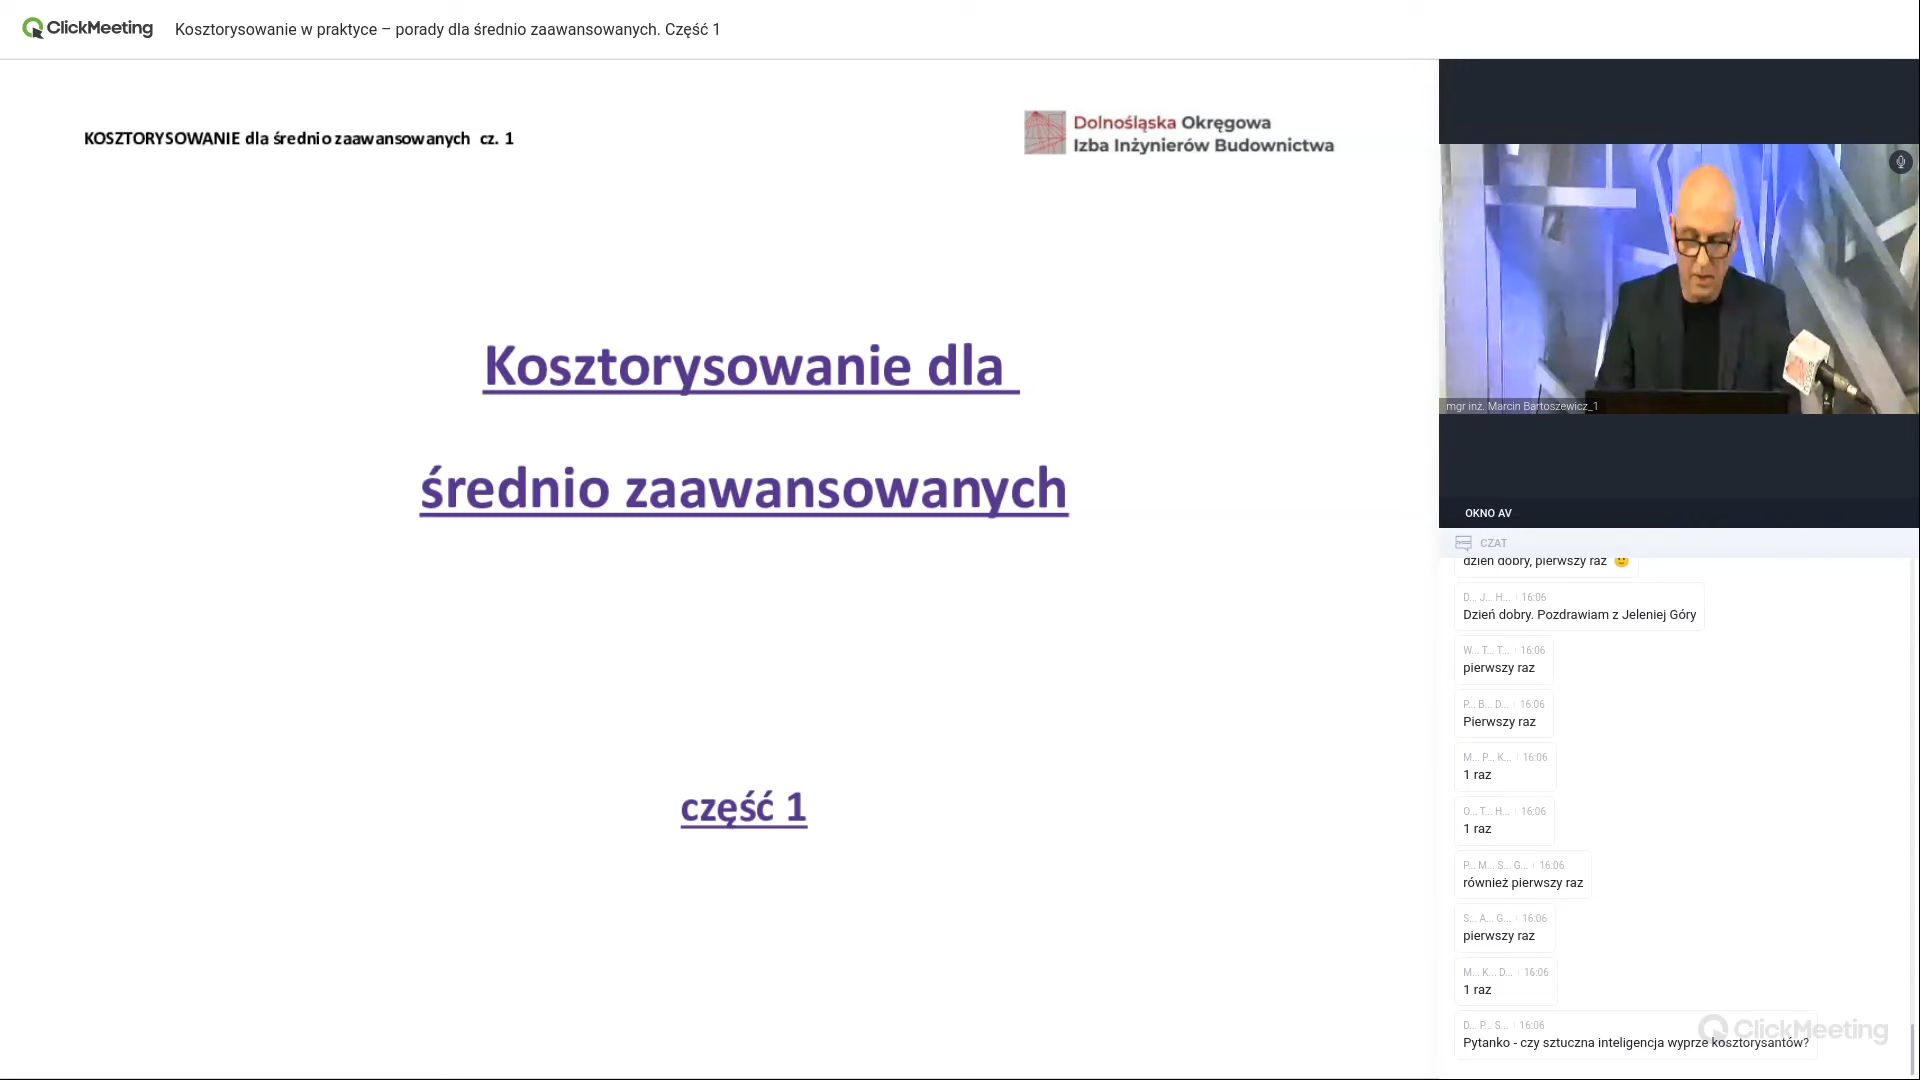 ClickMeeting
Kosztorysowanie w praktyce – porady dla średnio zaawansowanych. Część 1
KOSZTORYSOWANIE dla średnio zaawansowanych cz. 1
Dolnośląska Okręgowa
Izba Inżynierów Budownictwa
Kosztorysowanie dla
średnio zaawansowanych
część 1
mgr inż. Marcin Bartoszewicz_1
OKNO AV
CZAT
dzień dobry, pierwszy raz 🙂
D... J... H... 16:06
Dzień dobry. Pozdrawiam z Jeleniej Góry
W... T... T... 16:06
pierwszy raz
P... B... D... 16:06
Pierwszy raz
M... P... K... 16:06
1 raz
O... T... H... 16:06
1 raz
P... M... S... G... 16:06
również pierwszy raz
S... A... G... 16:06
pierwszy raz
M... K... D... 16:06
1 raz
D... P... S... 16:06
Pytanko - czy sztuczna inteligencja wyprze kosztorysantów?
ClickMeeting